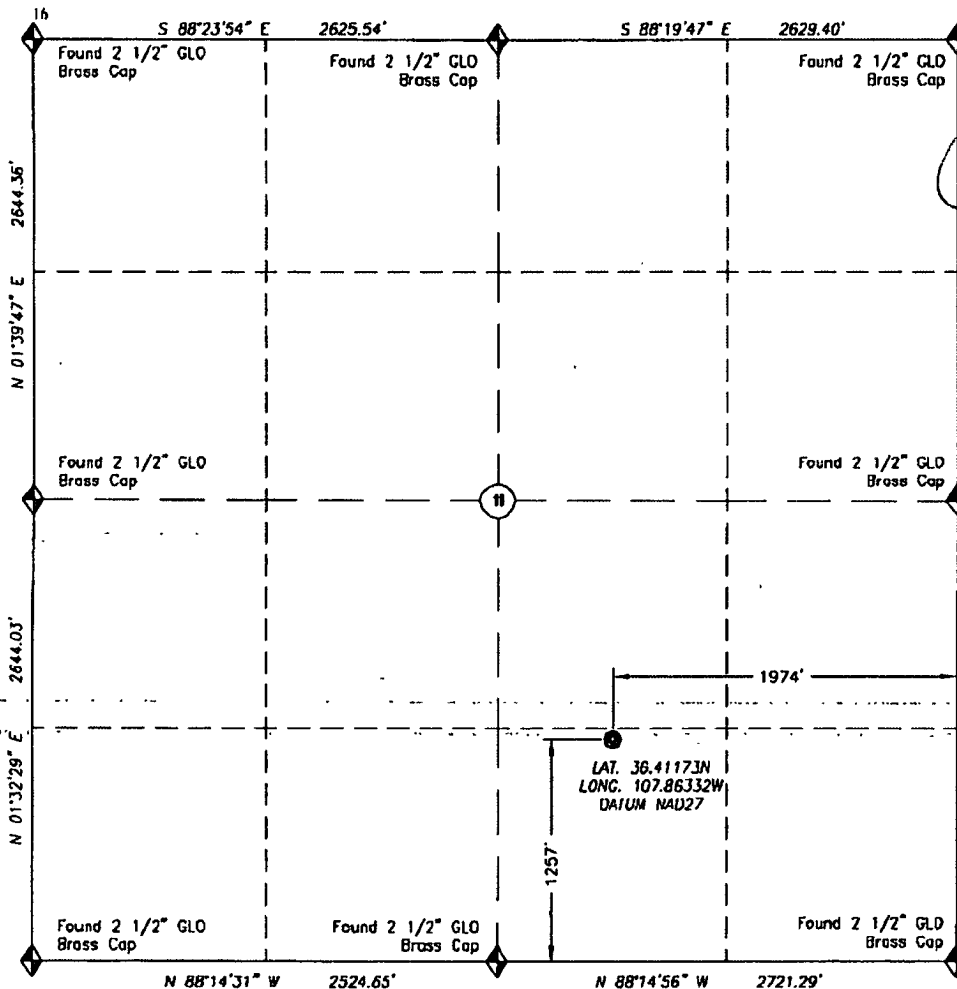 16
S 88°23'54" E 2625.54' S 88°19'47" E 2629.40'
Found 2 1/2" GLO
Brass Cap
Found 2 1/2" GLO
Brass Cap
Found 2 1/2" GLO
Brass Cap
N 01°39'47" E 2644.36'
Found 2 1/2" GLO
Brass Cap
Found 2 1/2" GLO
Brass Cap
11
N 01°32'29" E 2644.03'
1974'
LAT. 36.41173N
LONG. 107.86332W
DATUM NAD27
1257'
Found 2 1/2" GLO
Brass Cap
Found 2 1/2" GLO
Brass Cap
Found 2 1/2" GLO
Brass Cap
N 88°14'31" W 2524.65' N 88°14'56" W 2721.29'